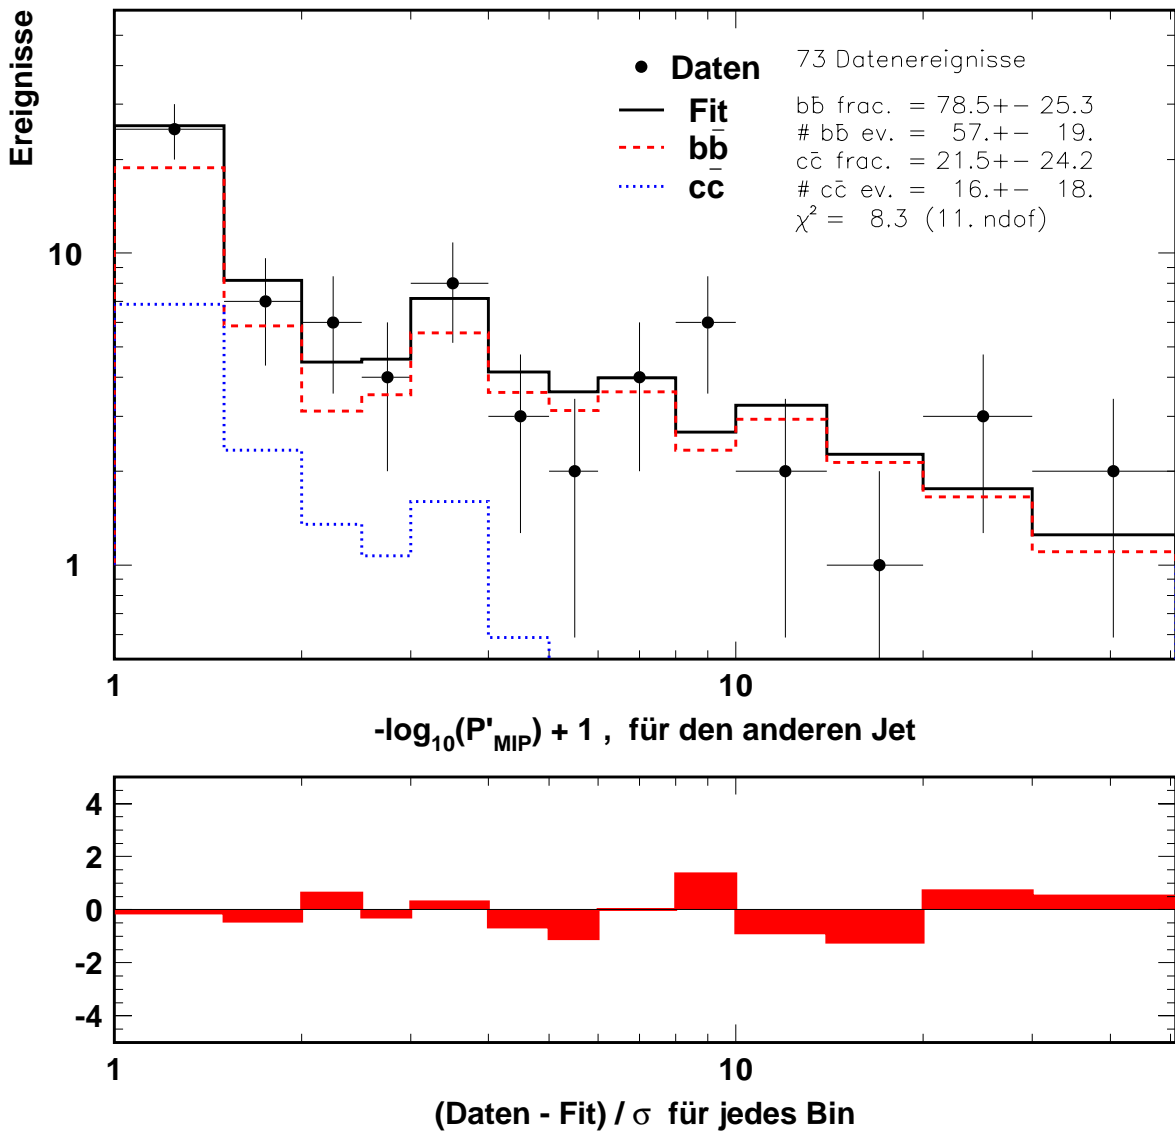 Ereignisse
Daten
Fit
bb̄
cc̄
73 Datenereignisse
bb̄ frac. = 78.5+− 25.3
# bb̄ ev. = 57.+− 19.
cc̄ frac. = 21.5+− 24.2
# cc̄ ev. = 16.+− 18.
χ² = 8.3 (11. ndof)
10
1
1 10
-log₁₀(P'MIP) + 1 , für den anderen Jet
4
2
0
-2
-4
1 10
(Daten - Fit) / σ für jedes Bin